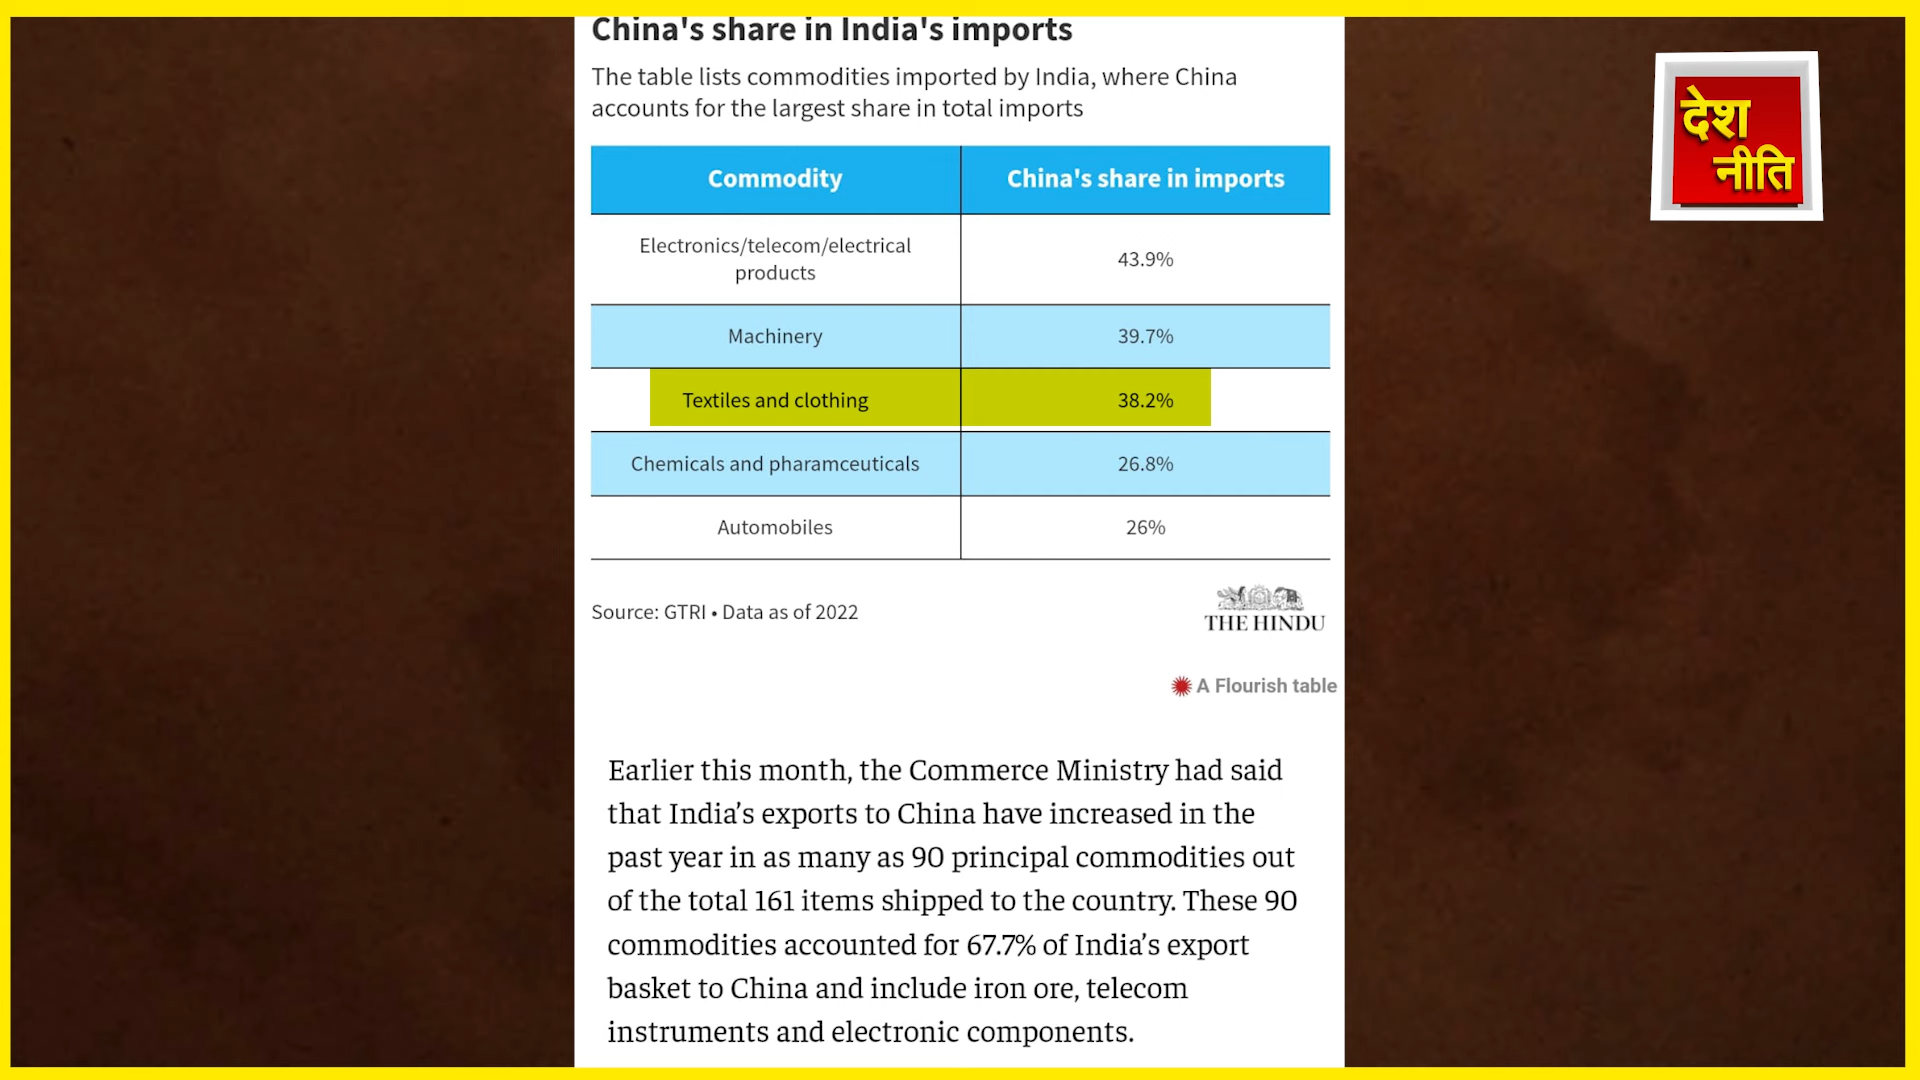 China's share in India's imports
The table lists commodities imported by India, where China
accounts for the largest share in total imports
Commodity China's share in imports
Electronics/telecom/electrical
products 43.9%
Machinery 39.7%
Textiles and clothing 38.2%
Chemicals and pharamceuticals 26.8%
Automobiles 26%
Source: GTRI • Data as of 2022
THE HINDU
A Flourish table
Earlier this month, the Commerce Ministry had said
that India’s exports to China have increased in the
past year in as many as 90 principal commodities out
of the total 161 items shipped to the country. These 90
commodities accounted for 67.7% of India’s export
basket to China and include iron ore, telecom
instruments and electronic components.
देश
नीति